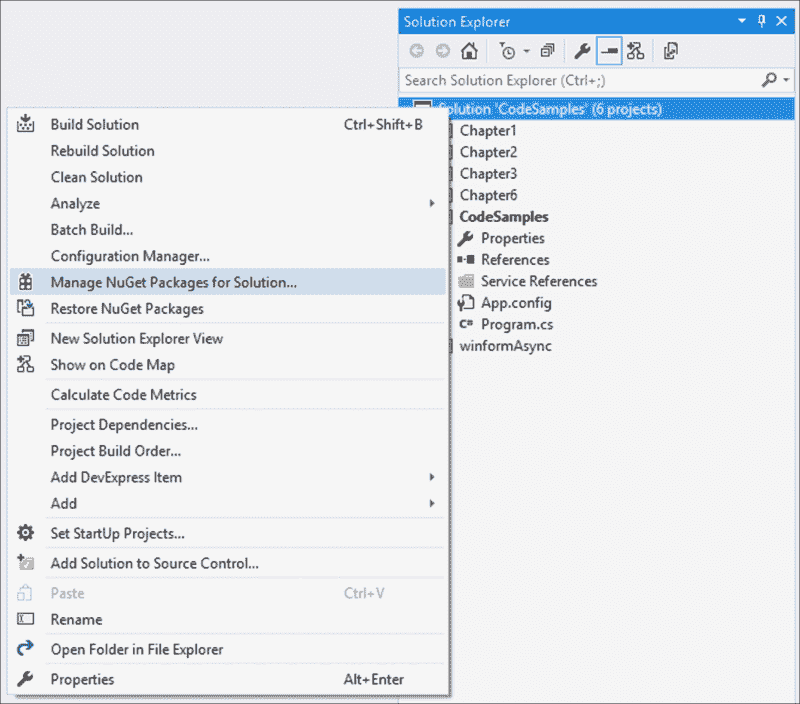 Solution Explorer
Search Solution Explorer (Ctrl+;)
Solution 'CodeSamples' (6 projects)
Chapter1
Chapter2
Chapter3
Chapter6
CodeSamples
Properties
References
Service References
App.config
C# Program.cs
winformAsync
Build Solution Ctrl+Shift+B
Rebuild Solution
Clean Solution
Analyze
Batch Build...
Configuration Manager...
Manage NuGet Packages for Solution...
Restore NuGet Packages
New Solution Explorer View
Show on Code Map
Calculate Code Metrics
Project Dependencies...
Project Build Order...
Add DevExpress Item
Add
Set StartUp Projects...
Add Solution to Source Control...
Paste Ctrl+V
Rename
Open Folder in File Explorer
Properties Alt+Enter